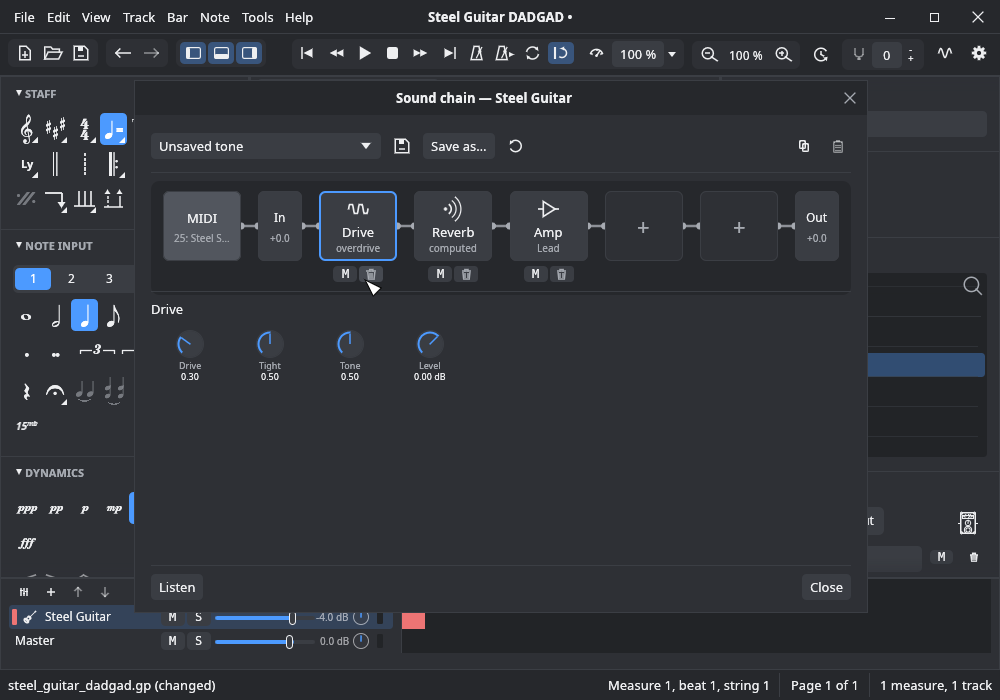 File Edit View Track Bar Note Tools Help
Steel Guitar DADGAD •
100 %
100 %
0
STAFF
Sound chain — Steel Guitar
Unsaved tone
Save as...
Ly
MIDI
25: Steel S...
In
+0.0
Drive
overdrive
Reverb
computed
Amp
Lead
+
+
Out
+0.0
M
M
M
NOTE INPUT
1 2 3
Drive
Drive
0.30
Tight
0.50
Tone
0.50
Level
0.00 dB
3
15mb
DYNAMICS
ppp pp p mp
fff
M
Listen
Close
Steel Guitar M S -4.0 dB
Master M S 0.0 dB
steel_guitar_dadgad.gp (changed)
Measure 1, beat 1, string 1
Page 1 of 1
1 measure, 1 track